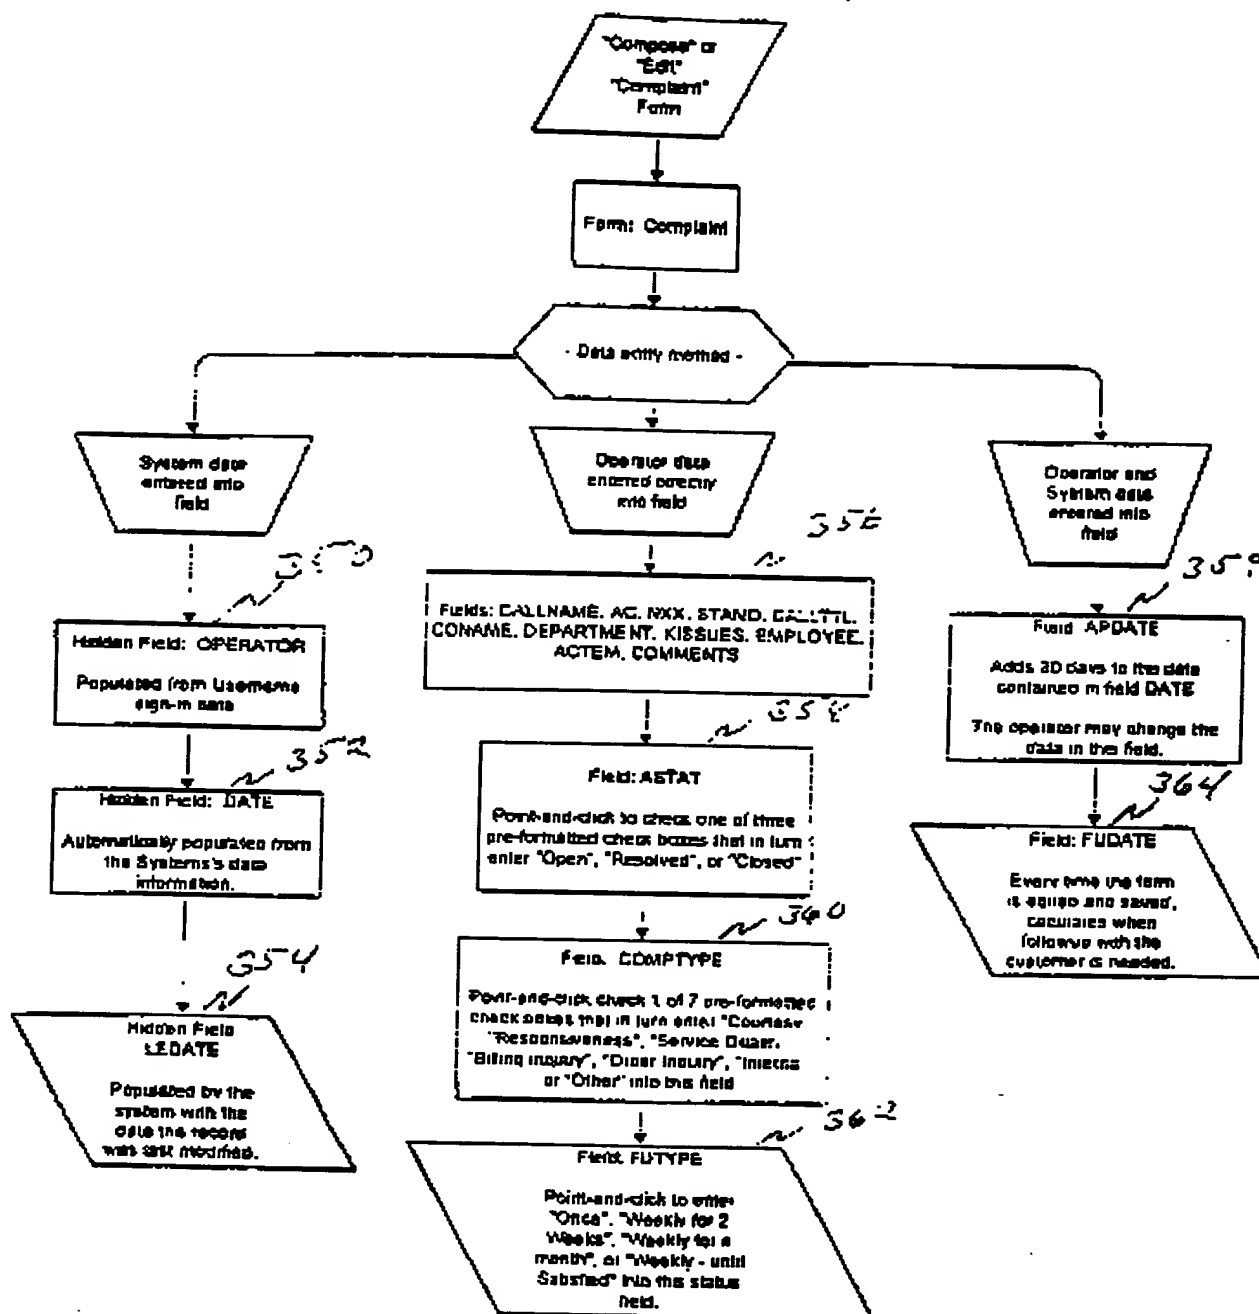 "Compose" or
"Edit"
"Complaint"
Form
Form: Complaint
- Data entity method -
System data
entered into
field
Operator data
entered directly
into field
Operator and
System data
entered into
field
350
Hidden Field: OPERATOR
Populated from Username
sign-in data
352
Hidden Field: DATE
Automatically populated from
the Systems's data
information.
354
Hidden Field
LEDATE
Populated by the
system with the
date the record
was last modified.
356
Fields: CALLNAME, AC, NXX, STAND, CALLTTL,
CONAME, DEPARTMENT, KISSUES, EMPLOYEE,
ACTEM, COMMENTS
Field: ASTAT
Point-and-click to check one of three
pre-formatted check boxes that in turn
enter "Open", "Resolved", or "Closed"
360
Field: COMPTYPE
Point-and-click check 1 of 7 pre-formatted
check boxes that in turn enter "Courtesy
"Responsiveness", "Service
"Billing Inquiry", "Order Inquiry",
or "Other" into this field
362
Field: FUTYPE
Point-and-click to enter
"Once", "Weekly for 2
Weeks", "Weekly for a
month", or "Weekly - until
Satisfied" into this status
field.
Field APDATE
Adds 30 days to the data
contained in field DATE
The operator may change the
data in this field.
364
Field: FUDATE
Every time the form
is edited and saved,
calculates when
followup with the
customer is needed.